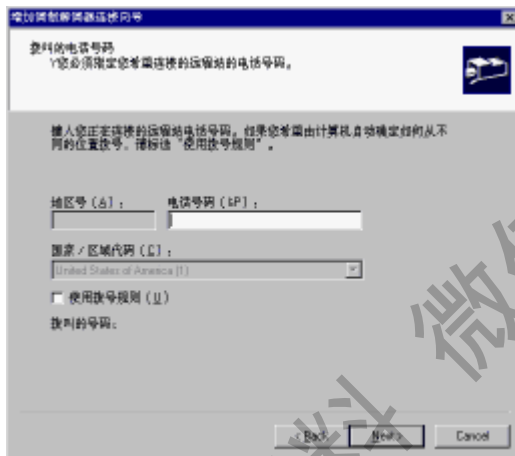 增加调制解调器连接向导
拨叫的电话号码
Y您必须指定您希望连接的远程站的电话号码。
键入您正在连接的远程站电话号码。如果您希望由计算机自动确定如何从不
同的位置拨号，请标选“使用拨号规则”。
地区号(A)： 电话号码(&P)：
国家／区域代码(C)：
United States of America (1)
使用拨号规则(U)
拨叫的号码：
< Back Next > Cancel
料 微